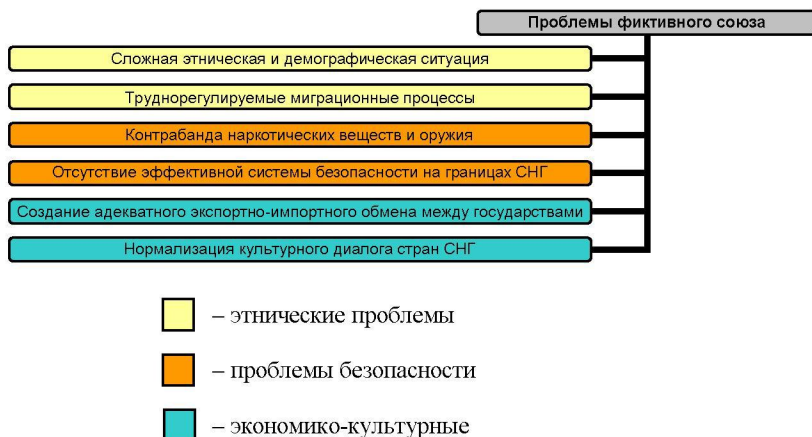 Проблемы фиктивного союза
Сложная этническая и демографическая ситуация
Труднорегулируемые миграционные процессы
Контрабанда наркотических веществ и оружия
Отсутствие эффективной системы безопасности на границах СНГ
Создание адекватного экспортно-импортного обмена между государствами
Нормализация культурного диалога стран СНГ
– этнические проблемы
– проблемы безопасности
– экономико-культурные